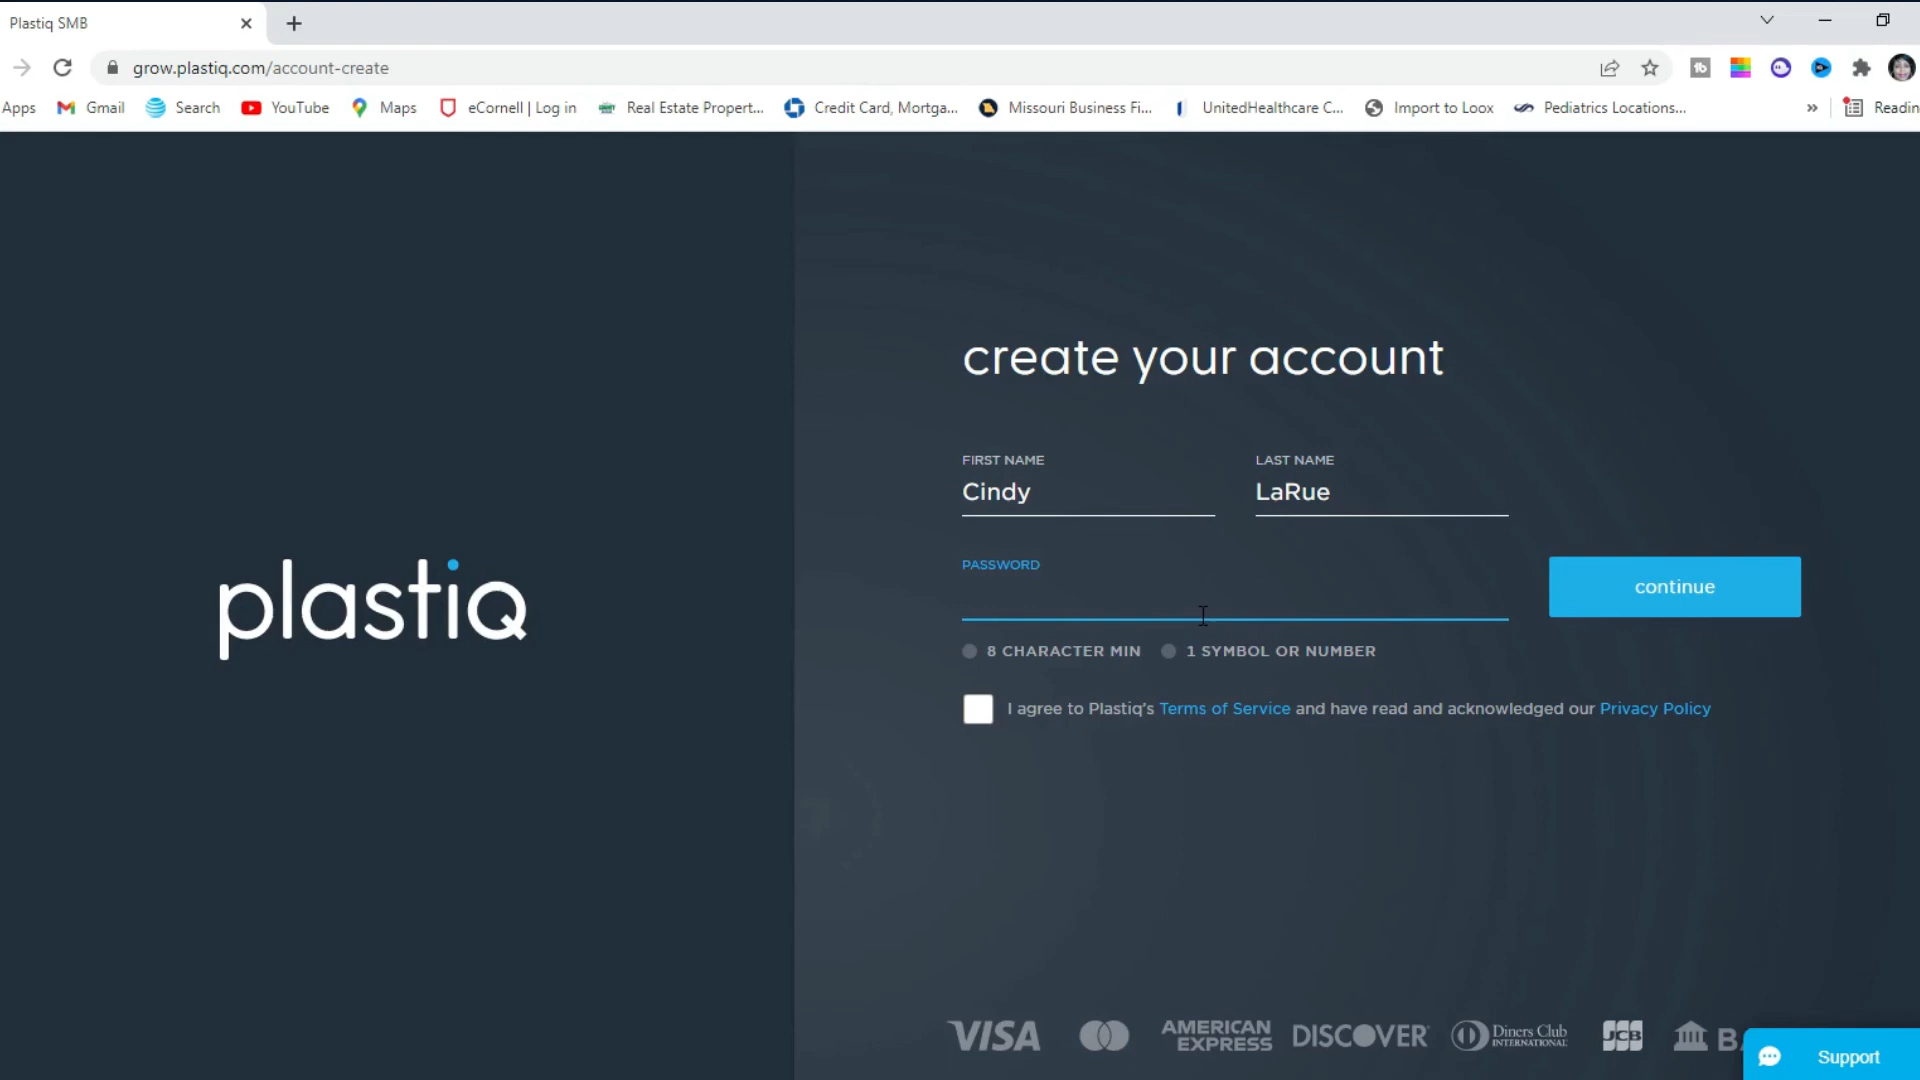 Plastiq SMB
grow.plastiq.com/account-create
Apps Gmail Search YouTube Maps eCornell | Log in Real Estate Propert... Credit Card, Mortga... Missouri Business Fi... UnitedHealthcare C... Import to Loox Pediatrics Locations... » Readin
create your account
FIRST NAME LAST NAME
Cindy LaRue
PASSWORD
continue
plastiq
8 CHARACTER MIN 1 SYMBOL OR NUMBER
I agree to Plastiq's Terms of Service and have read and acknowledged our Privacy Policy
VISA AMERICAN EXPRESS DISCOVER Diners Club INTERNATIONAL JCB
Support